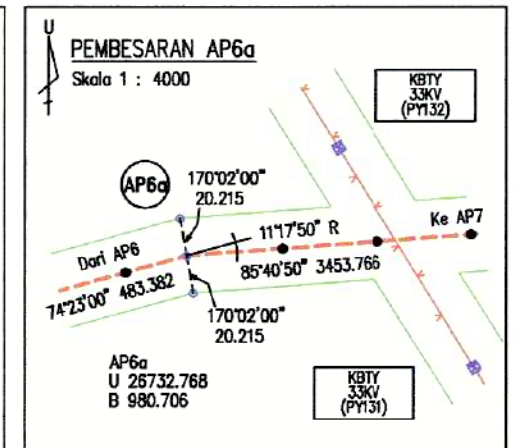 U
PEMBESARAN AP6a
Skala 1 : 4000
KBTY
33KV
(PY132)
AP6a
170°02'00"
20.215
11°17'50" R
Ke AP7
Dari AP6
85°40'50" 3453.766
74°23'00" 483.382
170°02'00"
20.215
AP6a
U 26732.768
B 980.706
KBTY
33KV
(PY131)